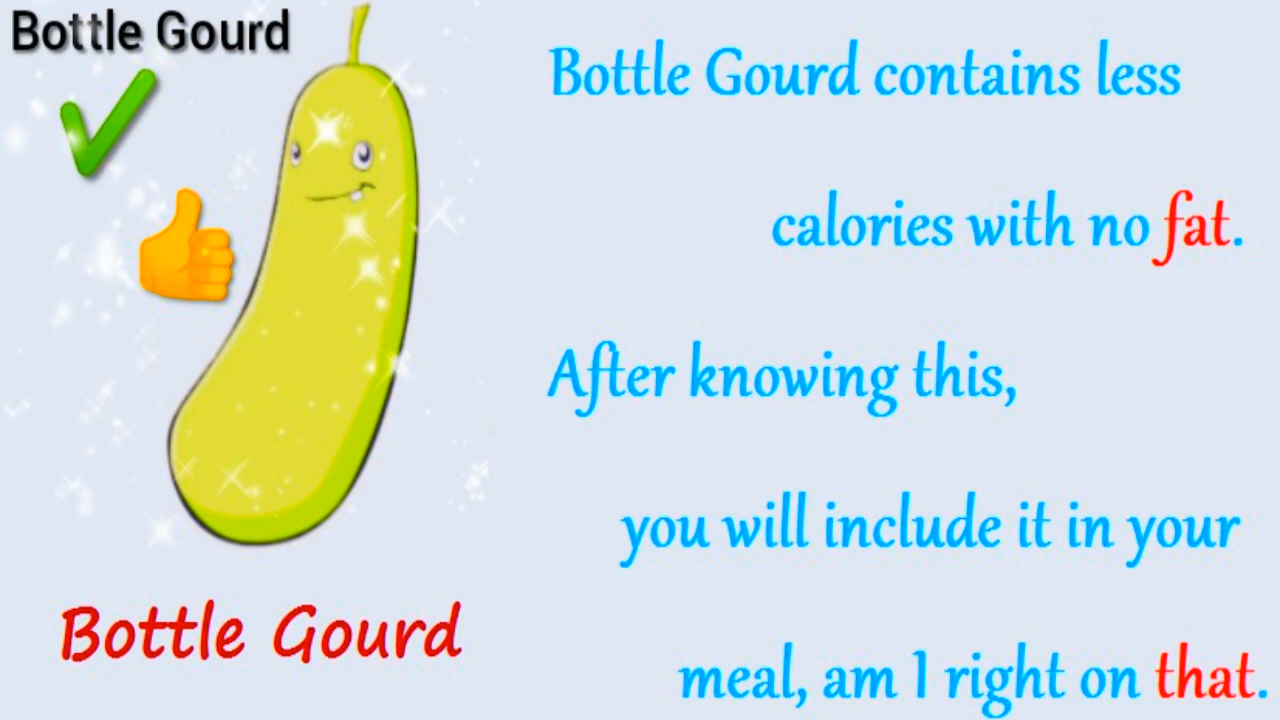 Bottle Gourd
Bottle Gourd contains less
calories with no fat.
After knowing this,
you will include it in your
meal, am I right on that.
Bottle Gourd